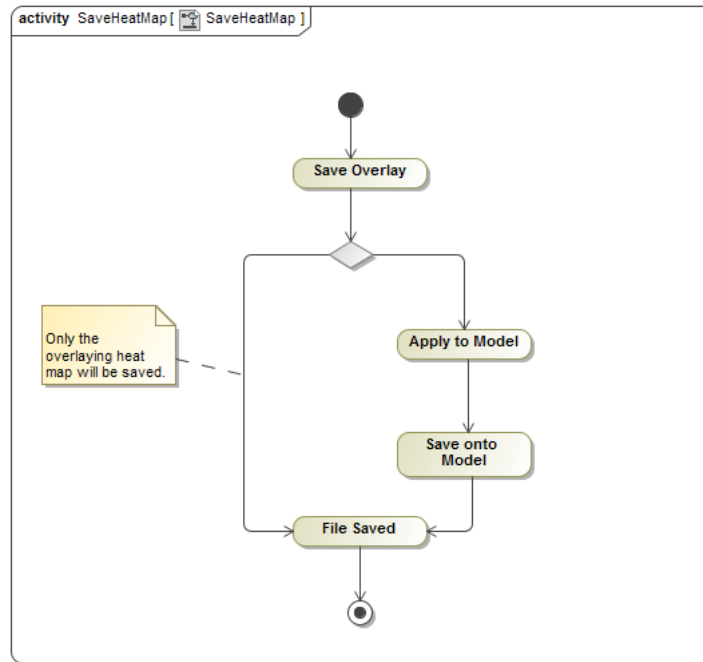 activity SaveHeatMap [ SaveHeatMap ]
Save Overlay
Only the
overlaying heat
map will be saved.
Apply to Model
Save onto
Model
File Saved